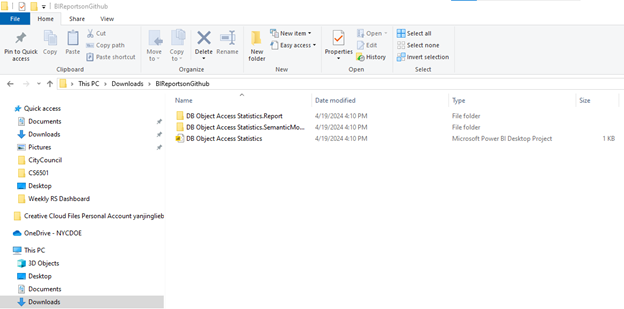 BIReportsonGithub
File Home Share View
Pin to Quick access
Copy
Paste
Cut
Copy path
Paste shortcut
Clipboard
Move to
Copy to
Delete
Rename
Organize
New folder
New item
Easy access
New
Properties
Open
Edit
History
Open
Select all
Select none
Invert selection
Select
This PC > Downloads > BIReportsonGithub
Quick access
Documents
Downloads
Pictures
CityCouncil
CS6501
Desktop
Weekly RS Dashboard
Creative Cloud Files Personal Account yanjinglieb
OneDrive - NYCDOE
This PC
3D Objects
Desktop
Documents
Downloads
Name Date modified Type Size
DB Object Access Statistics.Report 4/19/2024 4:10 PM File folder
DB Object Access Statistics.SemanticMo... 4/19/2024 4:10 PM File folder
DB Object Access Statistics 4/19/2024 4:10 PM Microsoft Power BI Desktop Project 1 KB